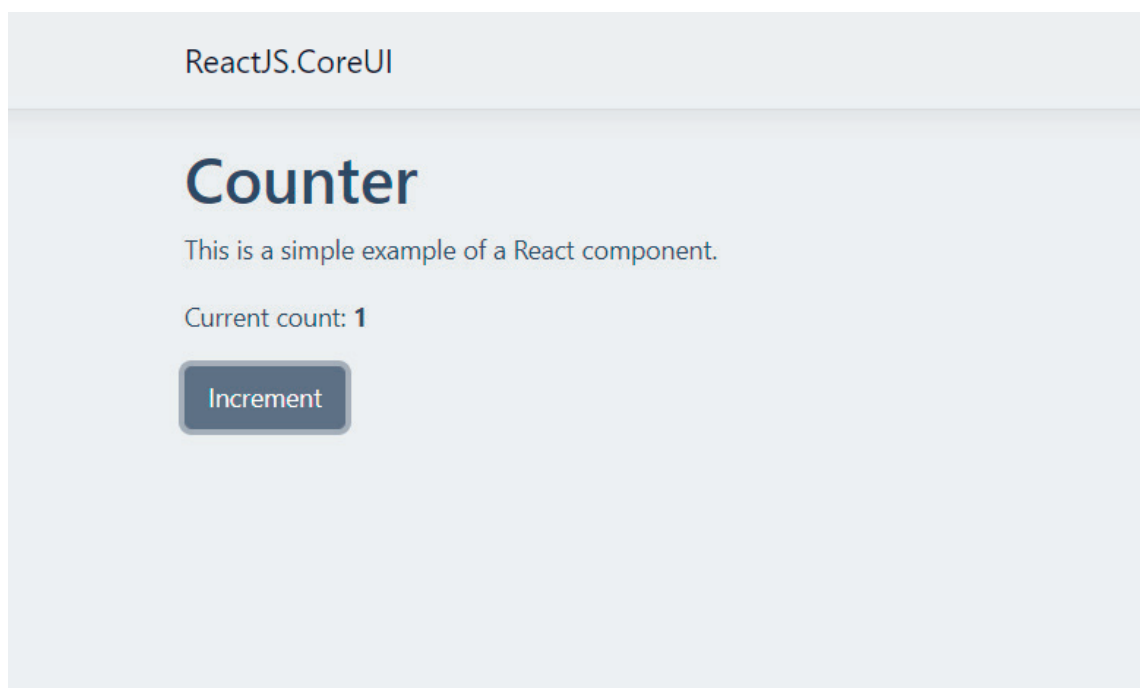 ReactJS.CoreUI
Counter
This is a simple example of a React component.
Current count: 1
Increment